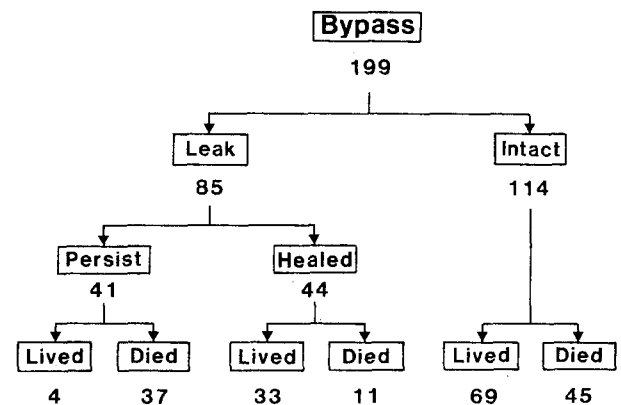 Bypass
199
Leak Intact
85 114
Persist Healed
41 44
Lived Died Lived Died Lived Died
4 37 33 11 69 45